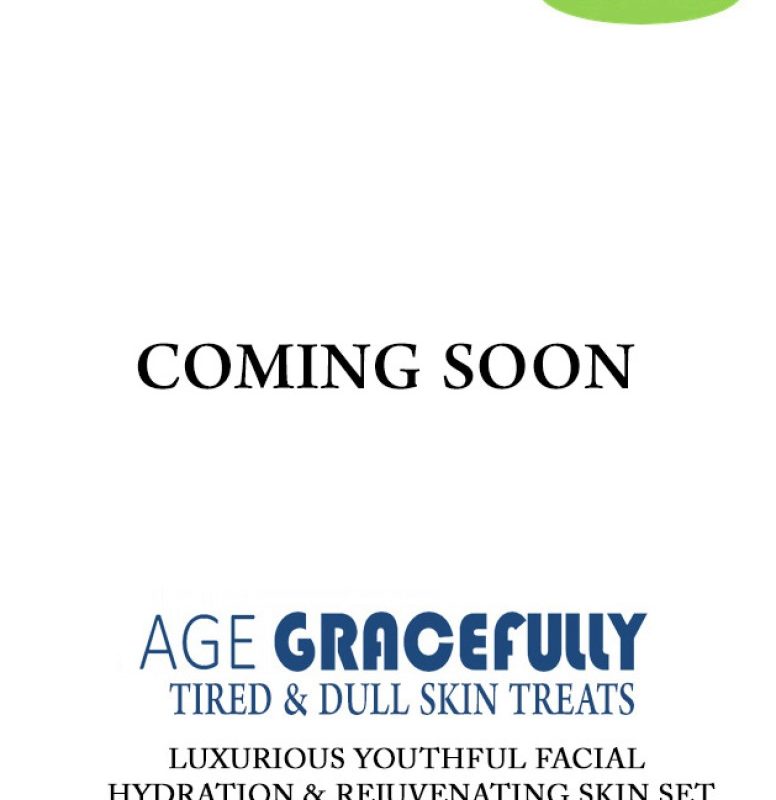 COMING SOON
AGE GRACEFULLY
TIRED & DULL SKIN TREATS
LUXURIOUS YOUTHFUL FACIAL
HYDRATION & REJUVENATING SKIN SET